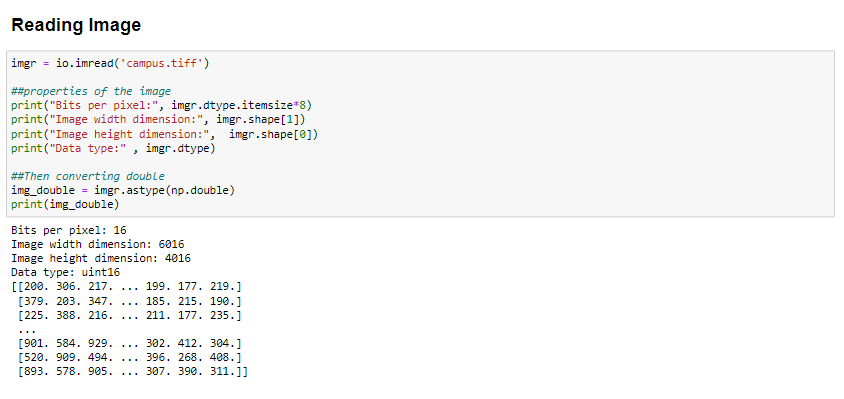 Reading Image
imgr = io.imread('campus.tiff')
##properties of the image
print("Bits per pixel:", imgr.dtype.itemsize*8)
print("Image width dimension:", imgr.shape[1])
print("Image height dimension:",  imgr.shape[0])
print("Data type:" , imgr.dtype)
##Then converting double
img_double = imgr.astype(np.double)
print(img_double)
Bits per pixel: 16
Image width dimension: 6016
Image height dimension: 4016
Data type: uint16
[[200. 306. 217. ... 199. 177. 219.]
 [379. 203. 347. ... 185. 215. 190.]
 [225. 388. 216. ... 211. 177. 235.]
 ...
 [901. 584. 929. ... 302. 412. 304.]
 [520. 909. 494. ... 396. 268. 408.]
 [893. 578. 905. ... 307. 390. 311.]]